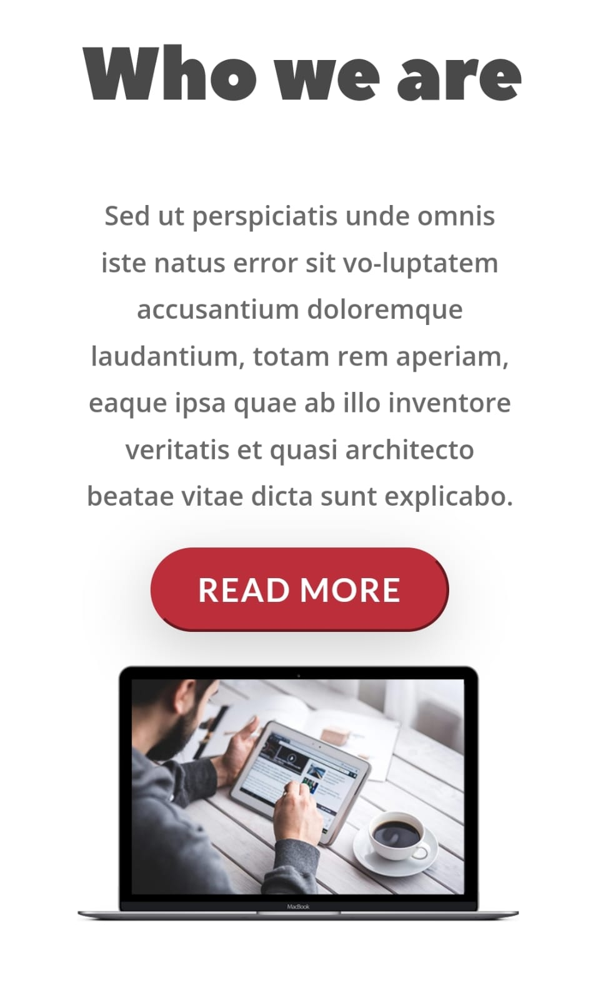 Who we are
Sed ut perspiciatis unde omnis
iste natus error sit vo-luptatem
accusantium doloremque
laudantium, totam rem aperiam,
eaque ipsa quae ab illo inventore
veritatis et quasi architecto
beatae vitae dicta sunt explicabo.
READ MORE
MacBook